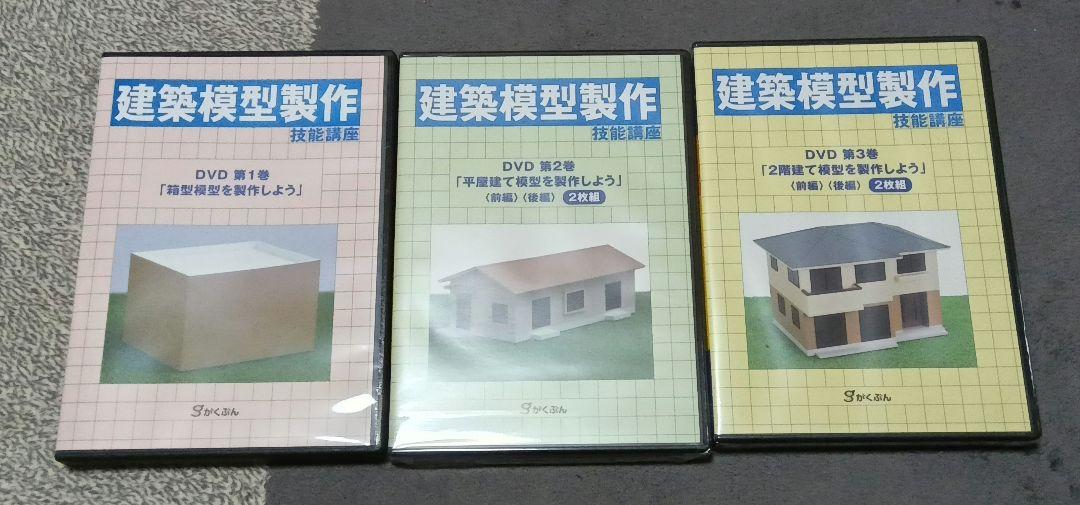 建築模型製作
技能講座
DVD 第1巻
「箱型模型を製作しよう」
がくぶん
建築模型製作
技能講座
DVD 第2巻
「平屋建て模型を製作しよう」
〈前編〉〈後編〉 2枚組
がくぶん
建築模型製作
技能講座
DVD 第3巻
「2階建て模型を製作しよう」
〈前編〉〈後編〉 2枚組
がくぶん